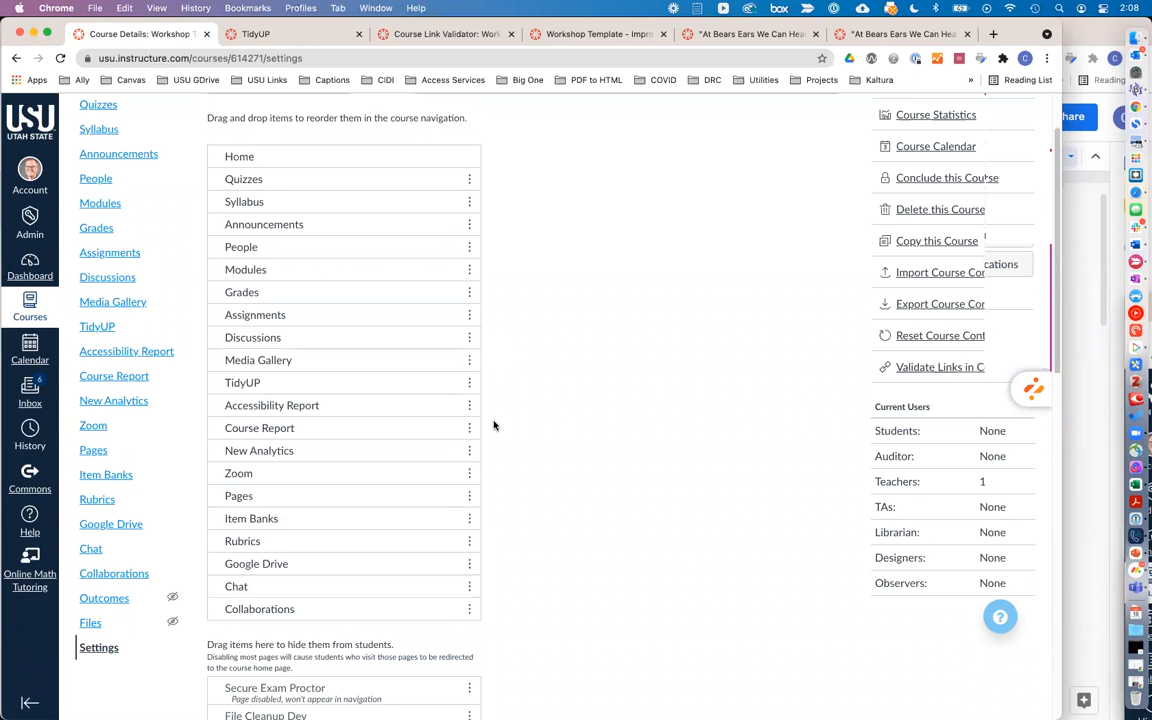 Chrome File Edit View History Bookmarks Profiles Tab Window Help box 2:08
Course Details: Workshop T TidyUP Course Link Validator: Work Workshop Template - Impro "At Bears Ears We Can Hear "At Bears Ears We Can Hea
usu.instructure.com/courses/614271/settings
Apps Ally Canvas USU GDrive USU Links Captions CIDI Access Services Big One PDF to HTML COVID DRC Utilities Projects Kaltura » Reading List Reading
USU
UTAH STATE
Account
Admin
Dashboard
Courses
Calendar
6
Inbox
History
Commons
Help
Online Math
Tutoring
Quizzes
Syllabus
Announcements
People
Modules
Grades
Assignments
Discussions
Media Gallery
TidyUP
Accessibility Report
Course Report
New Analytics
Zoom
Pages
Item Banks
Rubrics
Google Drive
Chat
Collaborations
Outcomes
Files
Settings
Drag and drop items to reorder them in the course navigation.
Home
Quizzes
Syllabus
Announcements
People
Modules
Grades
Assignments
Discussions
Media Gallery
TidyUP
Accessibility Report
Course Report
New Analytics
Zoom
Pages
Item Banks
Rubrics
Google Drive
Chat
Collaborations
Drag items here to hide them from students.
Disabling most pages will cause students who visit those pages to be redirected
to the course home page.
Secure Exam Proctor
Page disabled, won't appear in navigation
File Cleanup Dev
Course Statistics
Course Calendar
Conclude this Course
Delete this Course
Copy this Course
Import Course Con
Export Course Con
Reset Course Cont
Validate Links in C
cations
hare
Current Users
Students: None
Auditor: None
Teachers: 1
TAs: None
Librarian: None
Designers: None
Observers: None